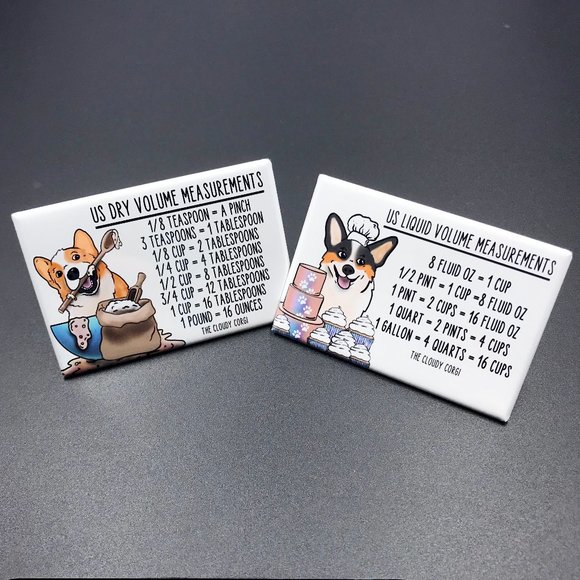 US DRY VOLUME MEASUREMENTS
1/8 TEASPOON = A PINCH
3 TEASPOONS = 1 TABLESPOON
1/8 CUP = 2 TABLESPOONS
1/4 CUP = 4 TABLESPOONS
1/2 CUP = 8 TABLESPOONS
3/4 CUP = 12 TABLESPOONS
1 CUP = 16 TABLESPOONS
1 POUND = 16 OUNCES
THE CLOUDY CORGI
US LIQUID VOLUME MEASUREMENTS
8 FLUID OZ = 1 CUP
1/2 PINT = 1 CUP = 8 FLUID OZ
1 PINT = 2 CUPS = 16 FLUID OZ
1 QUART = 2 PINTS = 4 CUPS
1 GALLON = 4 QUARTS = 16 CUPS
THE CLOUDY CORGI